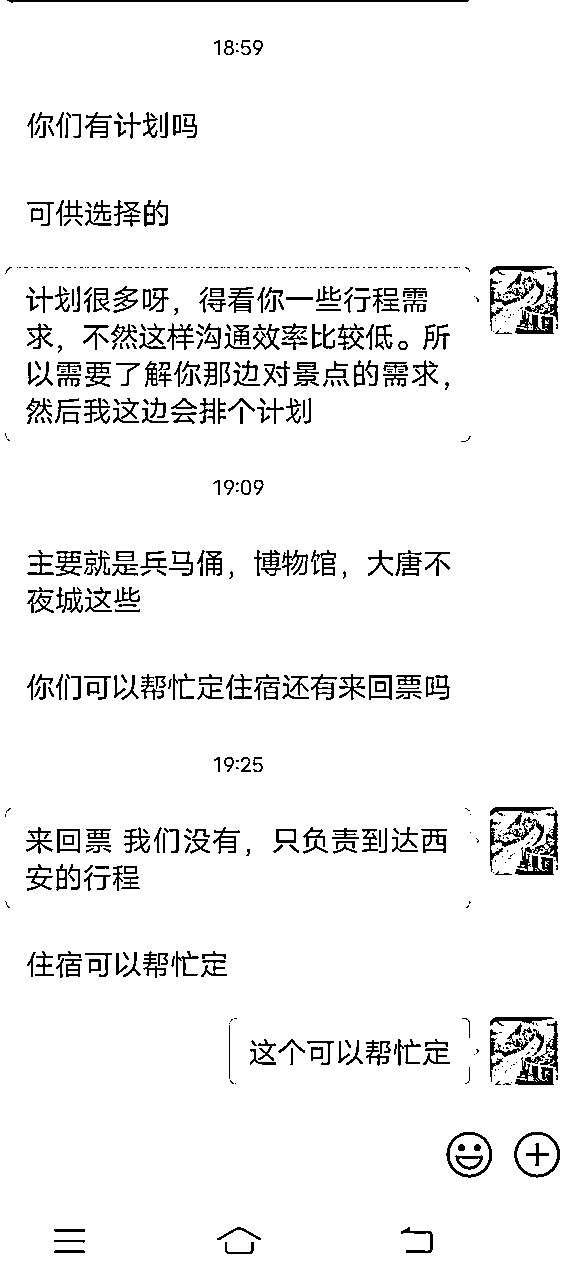 18:59
你们有计划吗
可供选择的
计划很多呀，得看你一些行程需
求，不然这样沟通效率比较低。所
以需要了解你那边对景点的需求，
然后我这边会排个计划
19:09
主要就是兵马俑，博物馆，大唐不
夜城这些
你们可以帮忙定住宿还有来回票吗
19:25
来回票 我们没有，只负责到达西
安的行程
住宿可以帮忙定
这个可以帮忙定